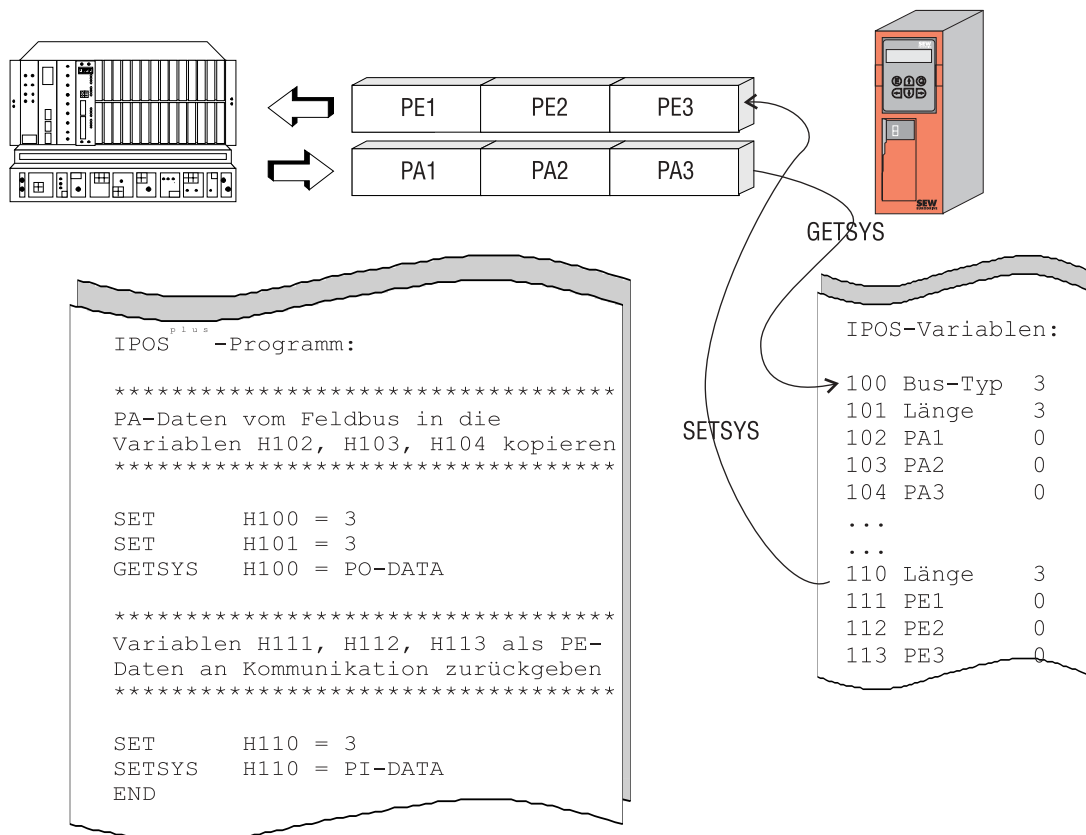 PE1 PE2 PE3
PA1 PA2 PA3
SEW
GETSYS
SETSYS
IPOS plus -Programm:
***********************************
PA-Daten vom Feldbus in die
Variablen H102, H103, H104 kopieren
***********************************
SET H100 = 3
SET H101 = 3
GETSYS H100 = PO-DATA
***********************************
Variablen H111, H112, H113 als PE-
Daten an Kommunikation zurückgeben
***********************************
SET H110 = 3
SETSYS H110 = PI-DATA
END
IPOS-Variablen:
100 Bus-Typ 3
101 Länge 3
102 PA1 0
103 PA2 0
104 PA3 0
...
...
110 Länge 3
111 PE1 0
112 PE2 0
113 PE3 0